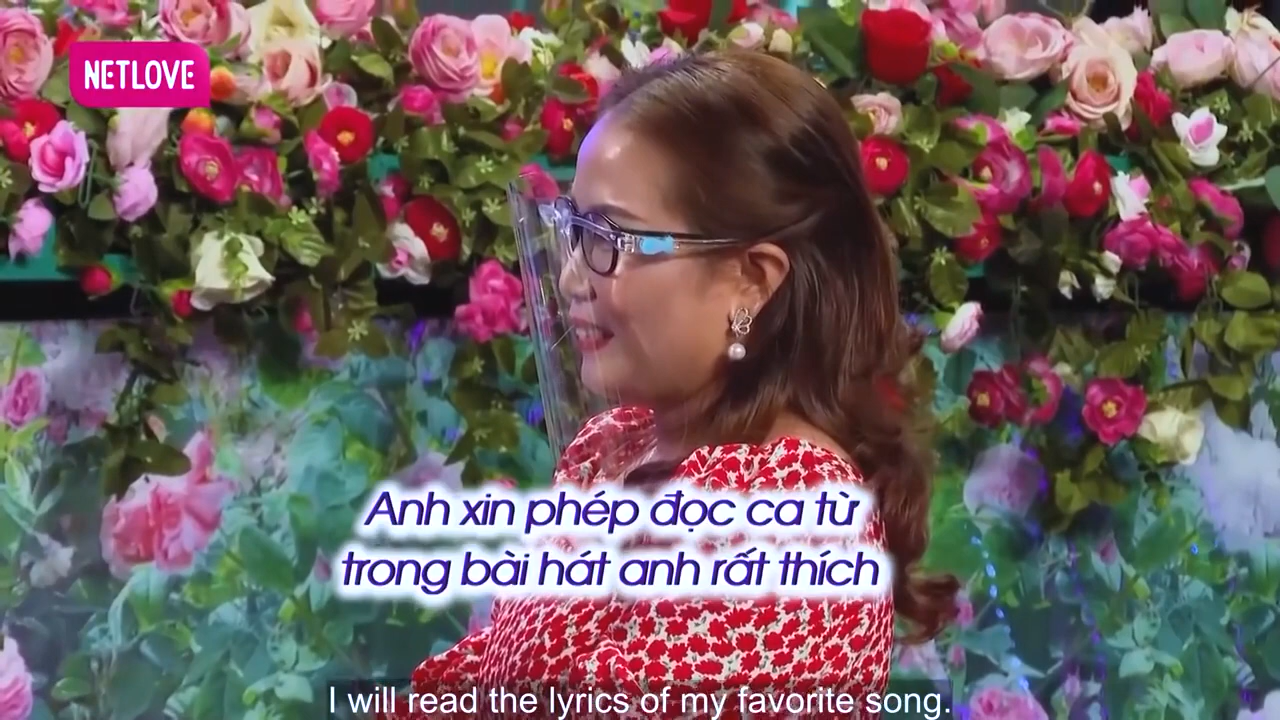 NETLOVE
Anh xin phép đọc ca từ
trong bài hát anh rất thích
I will read the lyrics of my favorite song.